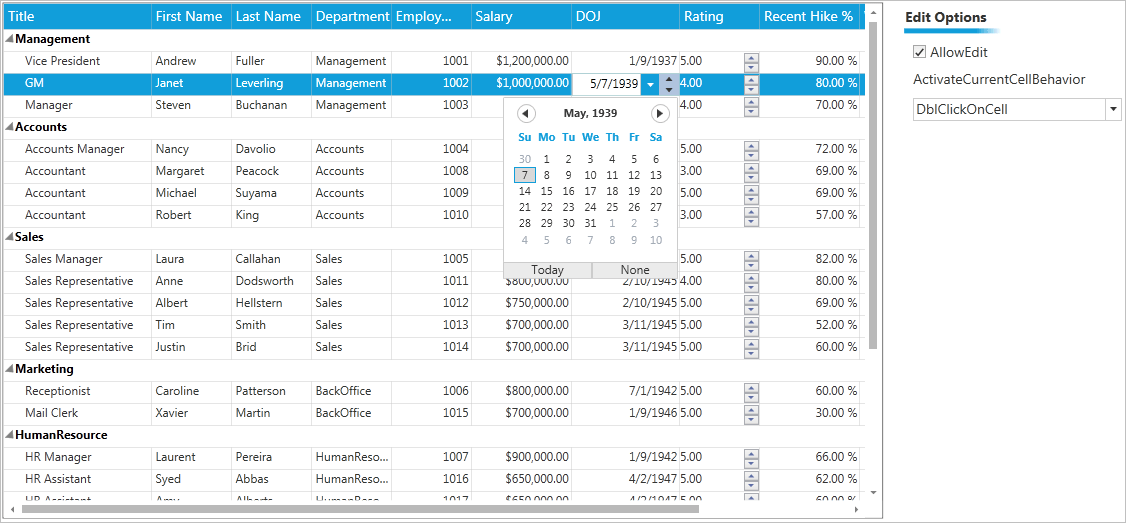 Title First Name Last Name Department Employ... Salary DOJ Rating Recent Hike %
Management
Vice President Andrew Fuller Management 1001 $1,200,000.00 1/9/1937 5.00 90.00 %
GM Janet Leverling Management 1002 $1,000,000.00 5/7/1939 4.00 80.00 %
Manager Steven Buchanan Management 1003 4.00 70.00 %
Accounts
Accounts Manager Nancy Davolio Accounts 1004 5.00 72.00 %
Accountant Margaret Peacock Accounts 1008 3.00 69.00 %
Accountant Michael Suyama Accounts 1009 5.00 69.00 %
Accountant Robert King Accounts 1010 3.00 57.00 %
Sales
Sales Manager Laura Callahan Sales 1005 5.00 82.00 %
Sales Representative Anne Dodsworth Sales 1011 $800,000.00 2/10/1945 4.00 80.00 %
Sales Representative Albert Hellstern Sales 1012 $750,000.00 2/10/1945 5.00 69.00 %
Sales Representative Tim Smith Sales 1013 $700,000.00 3/11/1945 5.00 52.00 %
Sales Representative Justin Brid Sales 1014 $700,000.00 3/11/1945 5.00 60.00 %
Marketing
Receptionist Caroline Patterson BackOffice 1006 $800,000.00 7/1/1942 5.00 60.00 %
Mail Clerk Xavier Martin BackOffice 1015 $700,000.00 1/9/1946 5.00 30.00 %
HumanResource
HR Manager Laurent Pereira HumanReso... 1007 $900,000.00 1/9/1942 5.00 66.00 %
HR Assistant Syed Abbas HumanReso... 1016 $650,000.00 4/2/1947 5.00 62.00 %
HR Assistant Amy Alberts HumanReso... 1017 $650,000.00 4/2/1947 5.00 60.00 %
May, 1939
Su Mo Tu We Th Fr Sa
30 1 2 3 4 5 6
7 8 9 10 11 12 13
14 15 16 17 18 19 20
21 22 23 24 25 26 27
28 29 30 31 1 2 3
4 5 6 7 8 9 10
Today None
Edit Options
AllowEdit
ActivateCurrentCellBehavior
DblClickOnCell